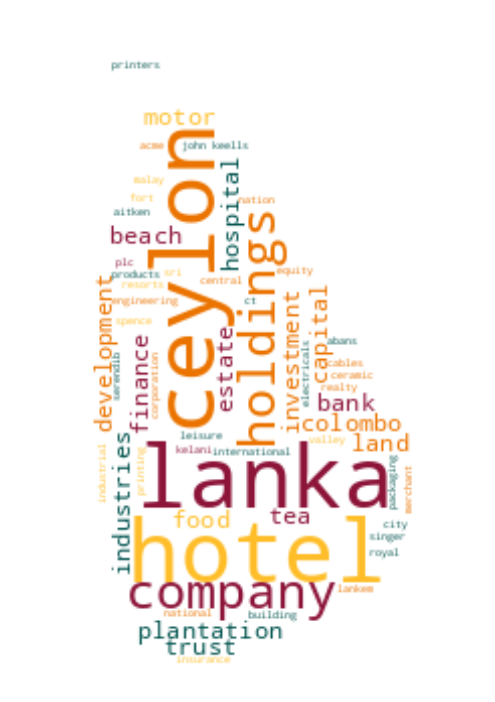 printers
motor
acme
john keells
malay
hospital
fort
nation
aitken
ceylon
beach
holdings
plc
products
sri
equity
resorts
central
development
engineering
ct
investment
capital
spence
estate
finance
abans
serendib
corporation
electricals
cables
ceramic
realty
bank
colombo
leisure
valley
land
kelani
international
industries
industrial
printing
lanka
packaging
merchant
food
tea
city
hotel
singer
royal
company
lankem
national
building
plantation
trust
insurance